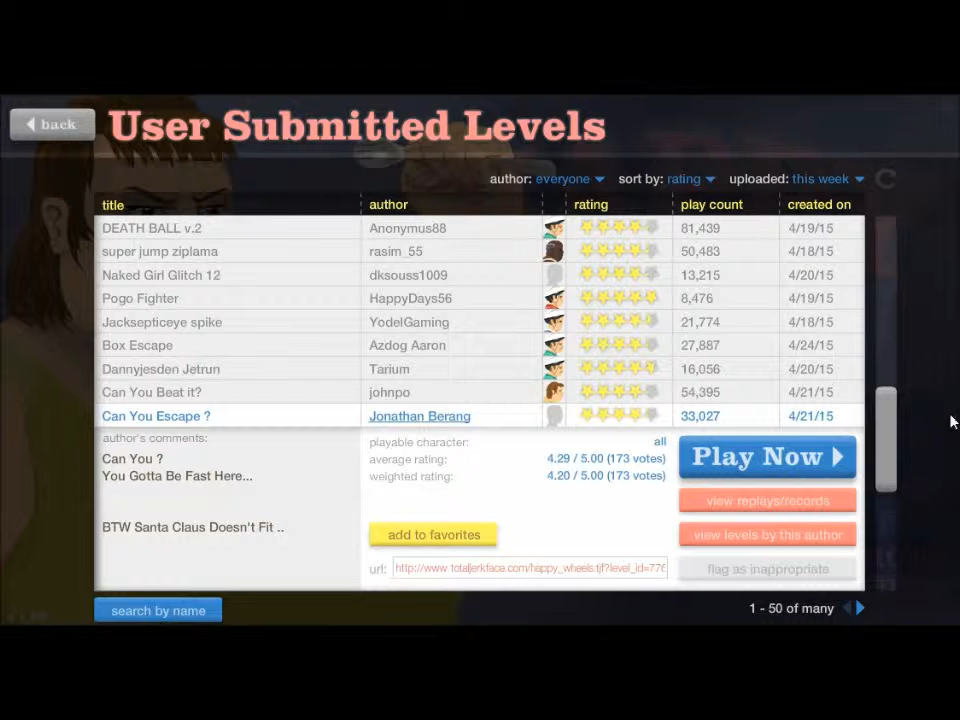 back
User Submitted Levels
author: everyone sort by: rating uploaded: this week
title author rating play count created on
DEATH BALL v.2 Anonymus88 81,439 4/19/15
super jump ziplama rasim_55 50,483 4/18/15
Naked Girl Glitch 12 dksouss1009 13,215 4/20/15
Pogo Fighter HappyDays56 8,476 4/19/15
Jacksepticeye spike YodelGaming 21,774 4/18/15
Box Escape Azdog Aaron 27,887 4/24/15
Dannyjesden Jetrun Tarium 16,056 4/20/15
Can You Beat it? johnpo 54,395 4/21/15
Can You Escape ? Jonathan Berang 33,027 4/21/15
author's comments:
Can You ?
You Gotta Be Fast Here...
BTW Santa Claus Doesn't Fit ..
playable character: all
average rating: 4.29 / 5.00 (173 votes)
weighted rating: 4.20 / 5.00 (173 votes)
add to favorites
url: http://www.totaljerkface.com/happy_wheels.tjf?level_id=776
Play Now
view replays/records
view levels by this author
flag as inappropriate
search by name
1 - 50 of many